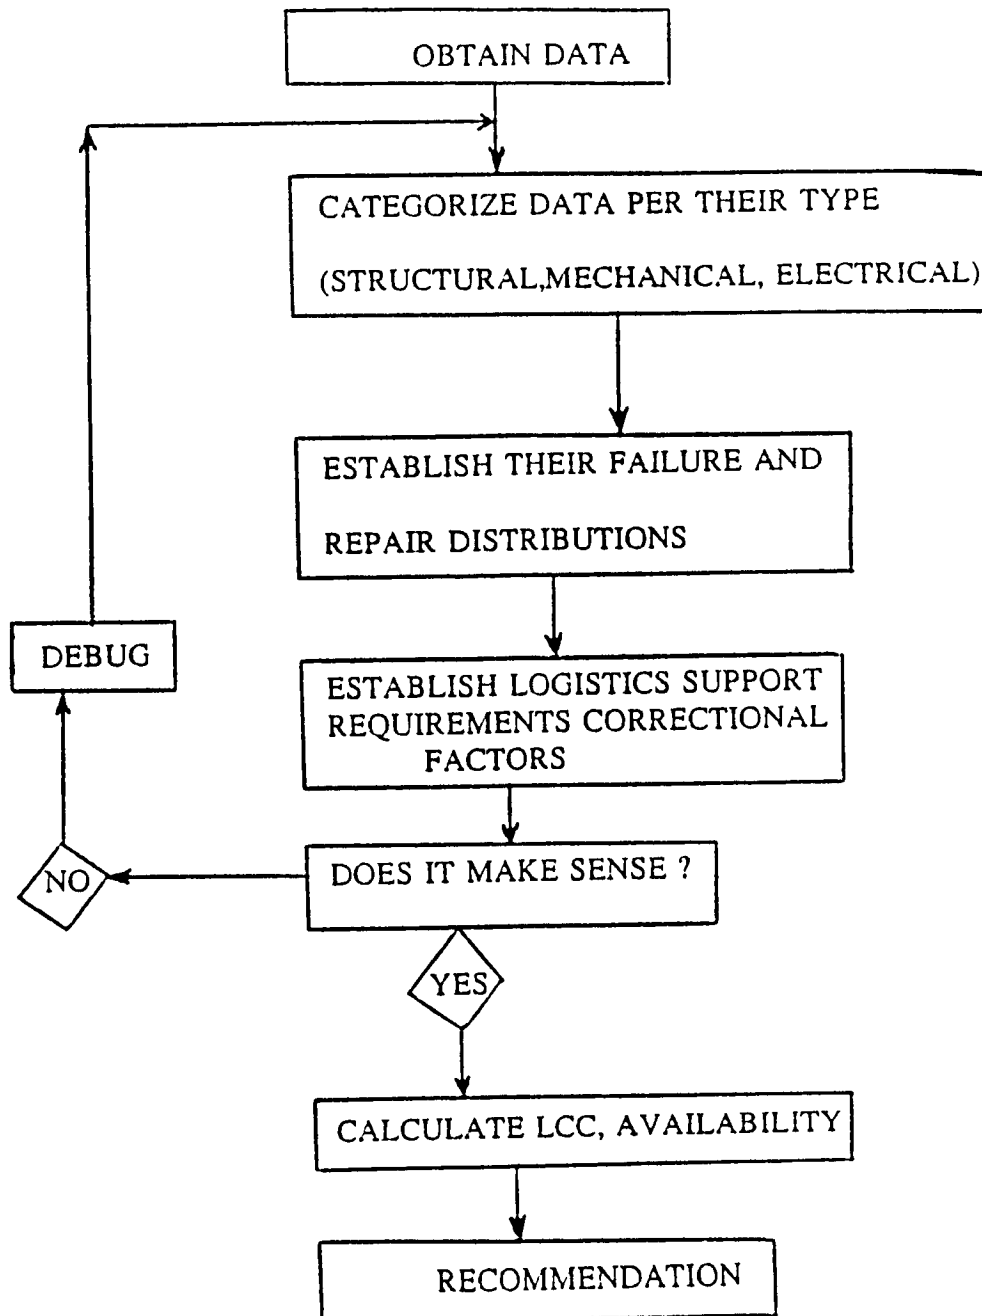 OBTAIN DATA
CATEGORIZE DATA PER THEIR TYPE
(STRUCTURAL,MECHANICAL, ELECTRICAL)
ESTABLISH THEIR FAILURE AND
REPAIR DISTRIBUTIONS
DEBUG
ESTABLISH LOGISTICS SUPPORT
REQUIREMENTS CORRECTIONAL
FACTORS
DOES IT MAKE SENSE ?
NO
YES
CALCULATE LCC, AVAILABILITY
RECOMMENDATION